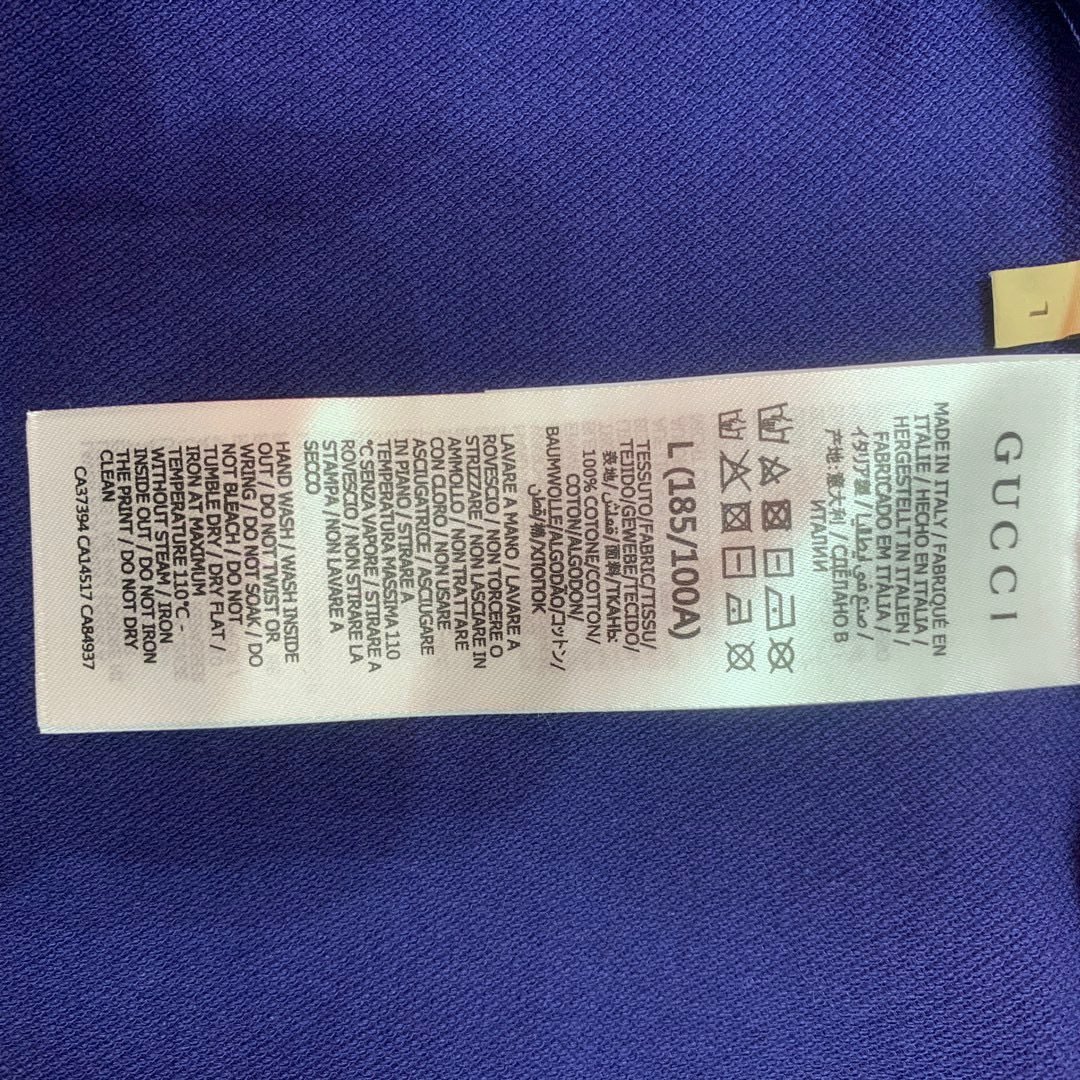 L
GUCCI
MADE IN ITALY / FABRIQUÉ EN
ITALIE / HECHO EN ITALIA /
HERGESTELLT IN ITALIEN /
FABRICADO EM ITALIA /
イタリア製 / صنع في إيطاليا /
产地:意大利 / СДЕЛАНО В
ИТАЛИИ
L (185/100A)
TESSUTO/FABRIC/TISSU/
TEJIDO/GEWEBE/TECIDO/
表地/قماش/面料/ТКАНЬ
100% COTONE/COTTON/
COTON/ALGODON/
BAUMWOLLE/ALGODÃO/コットン/
قطن/棉/ХЛОПОК
LAVARE A MANO / LAVARE A
ROVESCIO / NON TORCERE O
STRIZZARE / NON LASCIARE IN
AMMOLLO / NON TRATTARE
CON CLORO / NON USARE
ASCIUGATRICE / ASCIUGARE
IN PIANO / STIRARE A
TEMPERATURA MASSIMA 110
°C SENZA VAPORE / STIRARE A
ROVESCIO / NON STIRARE LA
STAMPA / NON LAVARE A
SECCO
HAND WASH / WASH INSIDE
OUT / DO NOT TWIST OR
WRING / DO NOT SOAK / DO
NOT BLEACH / DO NOT
TUMBLE DRY / DRY FLAT /
IRON AT MAXIMUM
TEMPERATURE 110°C -
WITHOUT STEAM / IRON
INSIDE OUT / DO NOT IRON
THE PRINT / DO NOT DRY
CLEAN
CA37394 CA14517 CA84937